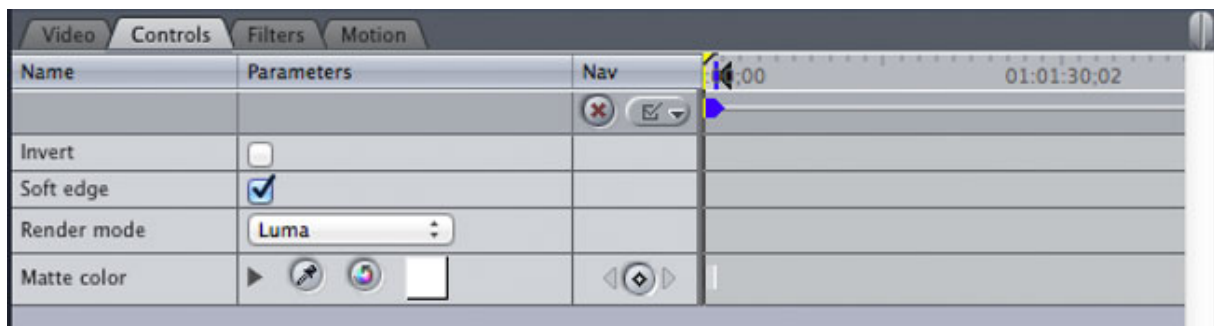 Video Controls Filters Motion
Name Parameters Nav ;00 01:01:30;02
Invert
Soft edge
Render mode Luma
Matte color